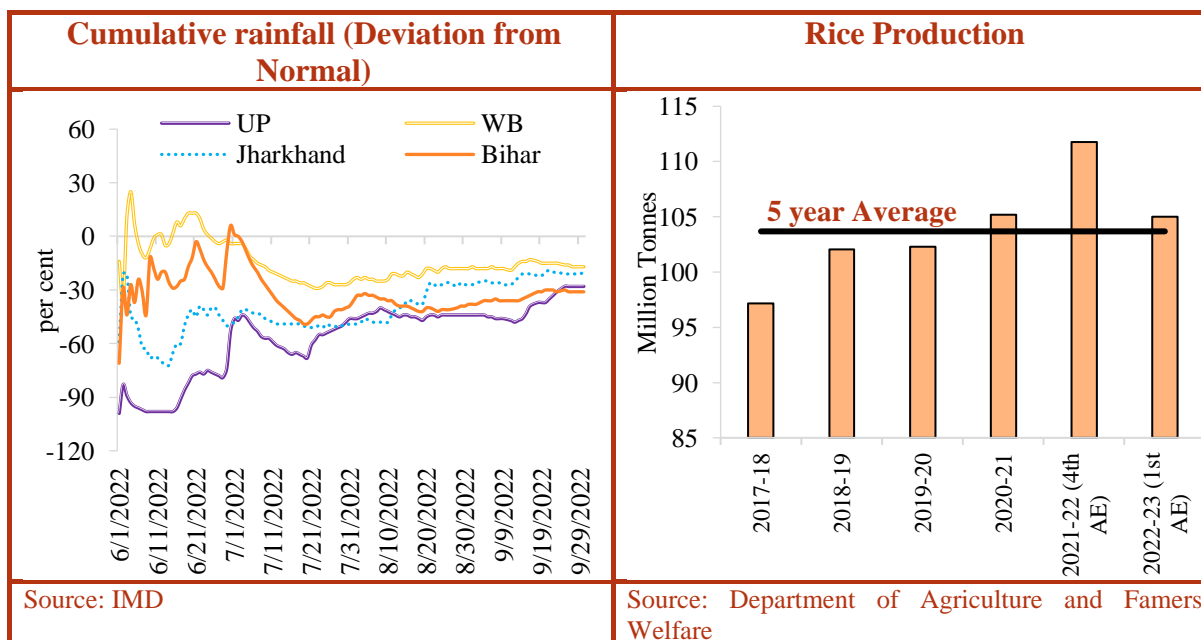 Cumulative rainfall (Deviation from
Normal)
60
30
0
-30
-60
-90
-120
per cent
UP
WB
Jharkhand
Bihar
6/1/2022
6/11/2022
6/21/2022
7/1/2022
7/11/2022
7/21/2022
7/31/2022
8/10/2022
8/20/2022
8/30/2022
9/9/2022
9/19/2022
9/29/2022
Source: IMD
Rice Production
115
110
105
100
95
90
85
Million Tonnes
5 year Average
2017-18
2018-19
2019-20
2020-21
2021-22 (4th
AE)
2022-23 (1st
AE)
Source: Department of Agriculture and Famers
Welfare